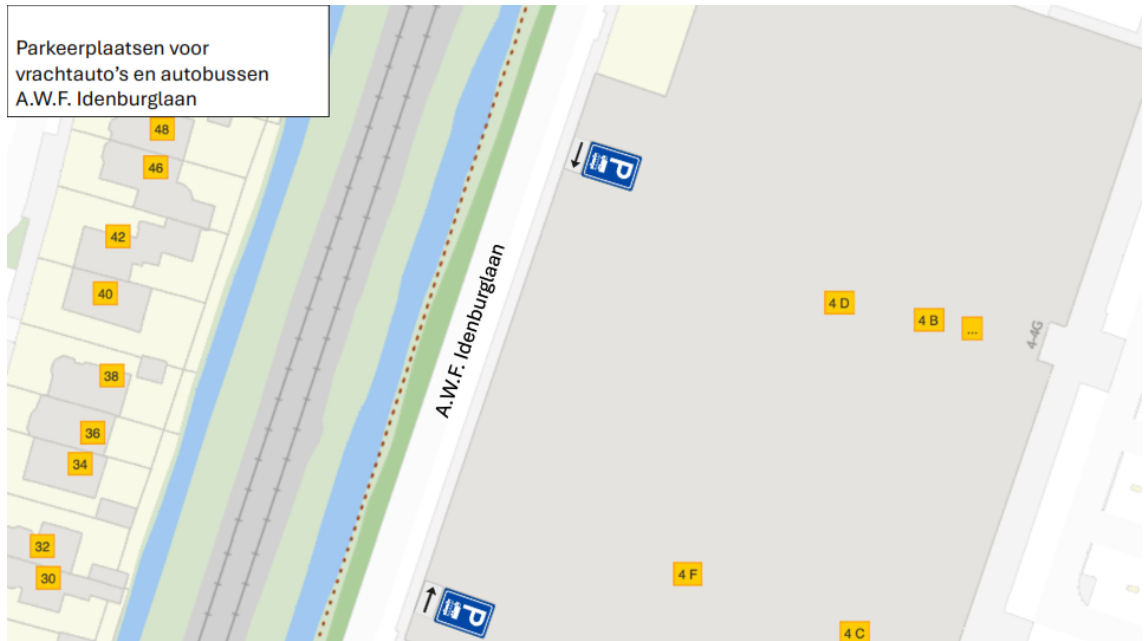 Parkeerplaatsen voor
vrachtauto’s en autobussen
A.W.F. Idenburglaan
48
46
42
40
38
36
34
32
30
A.W.F. Idenburglaan
P
4 D
4 B
...
4-4G
4 F
4 C
P